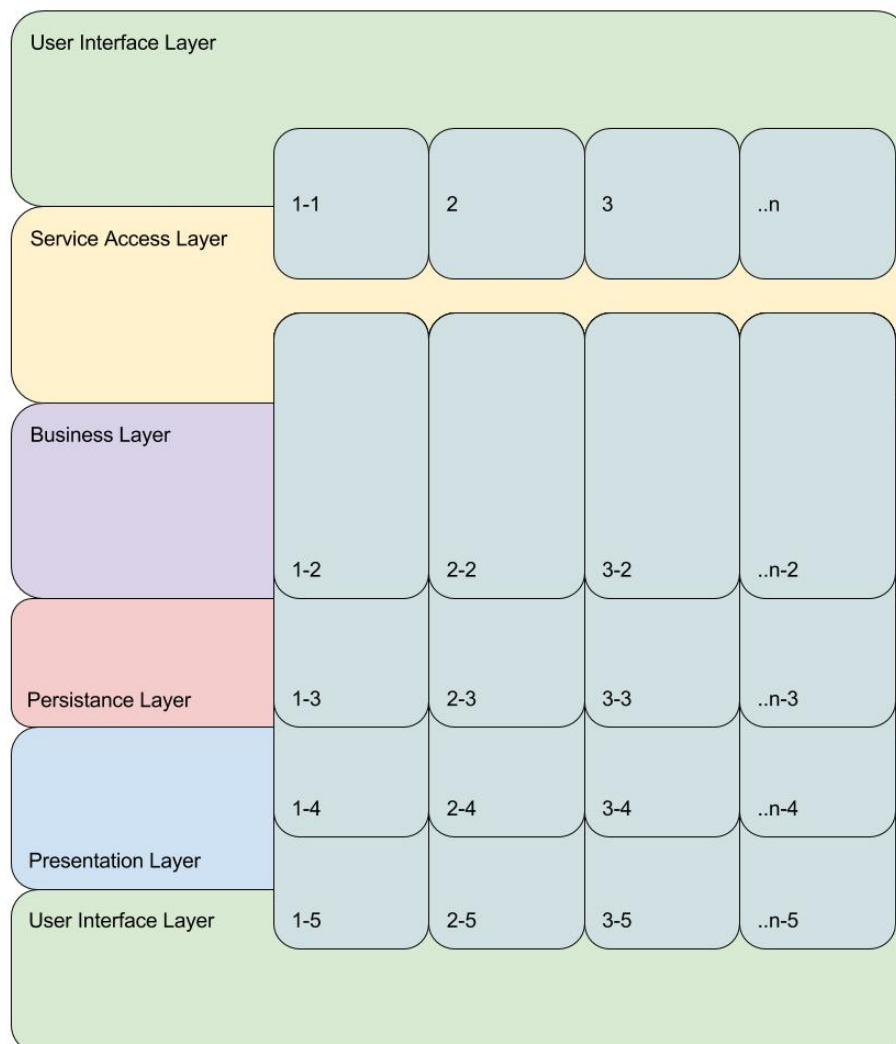 User Interface Layer
1-1 2 3 ..n
Service Access Layer
Business Layer
1-2 2-2 3-2 ..n-2
Persistance Layer 1-3 2-3 3-3 ..n-3
1-4 2-4 3-4 ..n-4
Presentation Layer
User Interface Layer 1-5 2-5 3-5 ..n-5